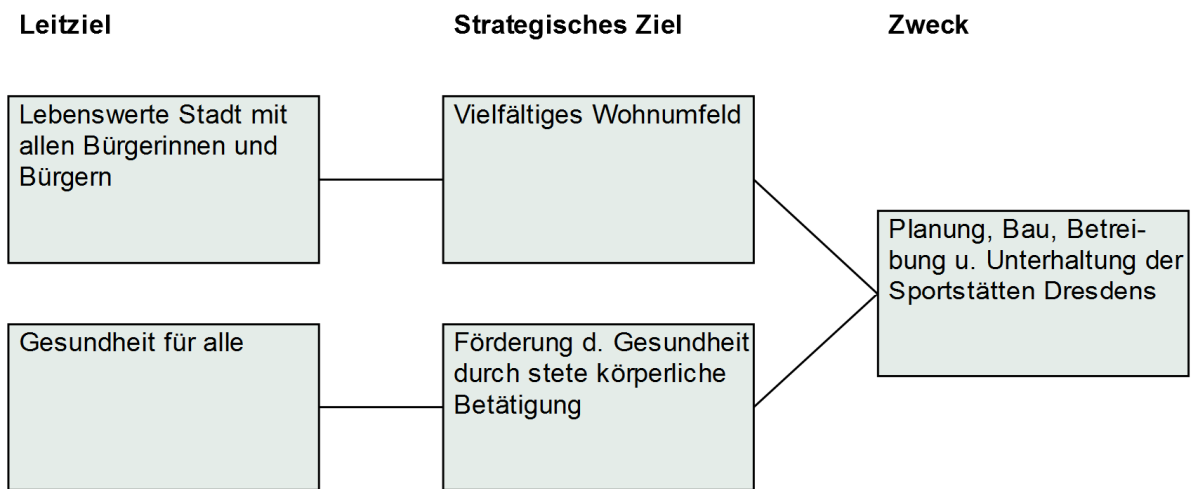 Leitziel
Strategisches Ziel
Zweck
Lebenswerte Stadt mit
allen Bürgerinnen und
Bürgern
Vielfältiges Wohnumfeld
Planung, Bau, Betrei-
bung u. Unterhaltung der
Sportstätten Dresdens
Gesundheit für alle
Förderung d. Gesundheit
durch stete körperliche
Betätigung